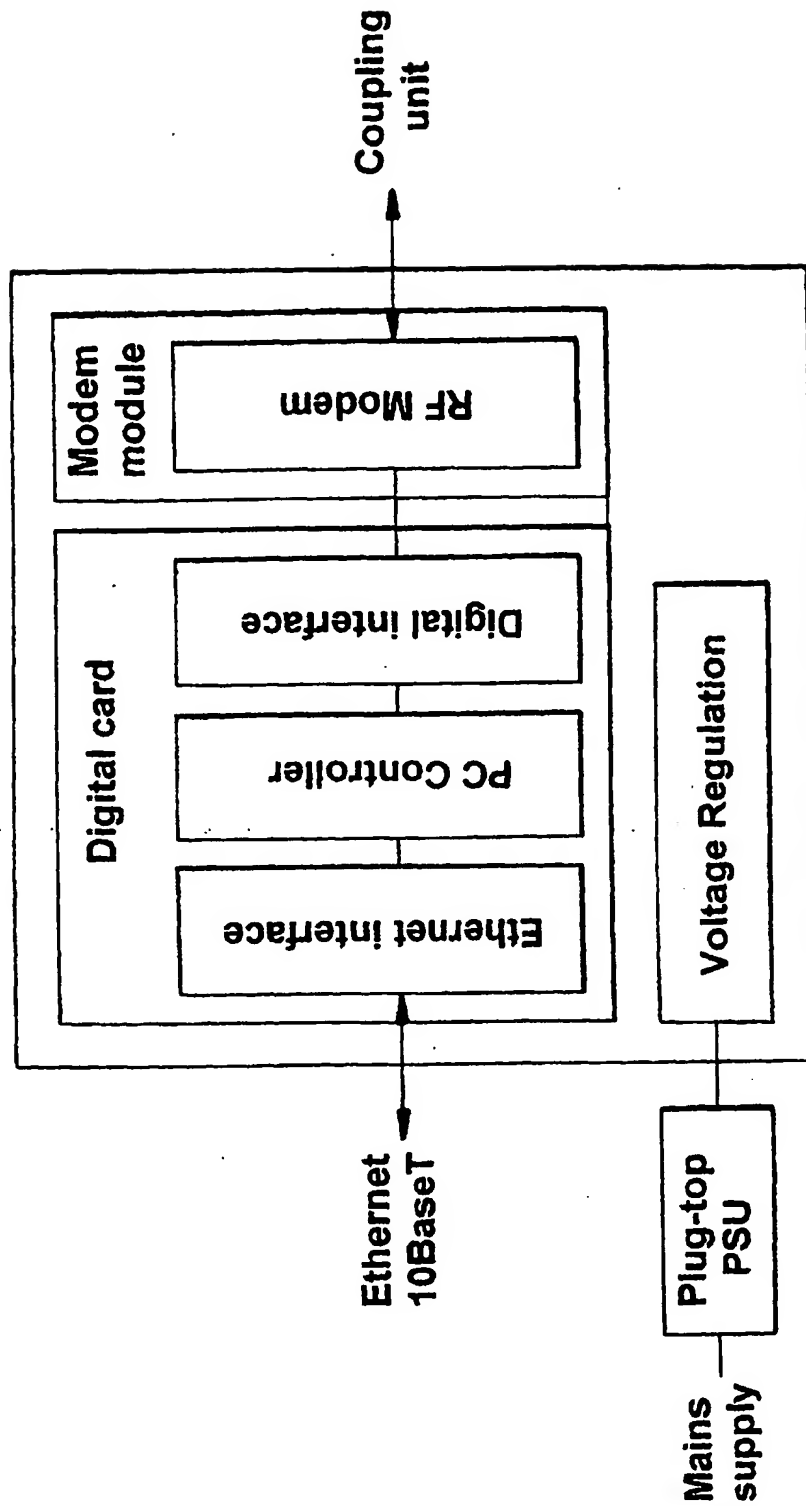 Digital card
Modem
module
Ethernet interface
PC Controller
Digital interface
RF Modem
Ethernet
10BaseT
Coupling
unit
Mains
supply
Plug-top
PSU
Voltage Regulation